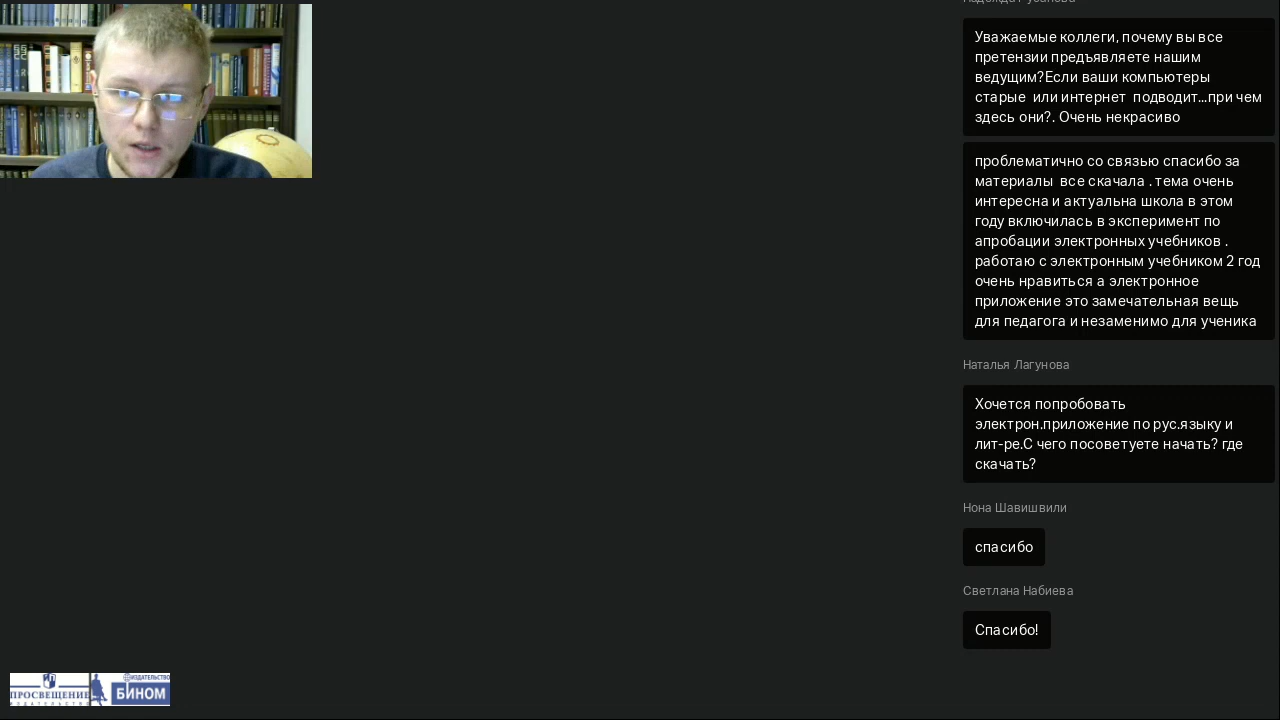 Уважаемые коллеги, почему вы все
претензии предъявляете нашим
ведущим?Если ваши компьютеры
старые или интернет подводит...при чем
здесь они?. Очень некрасиво
проблематично со связью спасибо за
материалы все скачала . тема очень
интересна и актуальна школа в этом
году включилась в эксперимент по
апробации электронных учебников .
работаю с электронным учебником 2 год
очень нравиться а электронное
приложение это замечательная вещь
для педагога и незаменимо для ученика
Наталья Лагунова
Хочется попробовать
электрон.приложение по рус.языку и
лит-ре.С чего посоветуете начать? где
скачать?
Нона Шавишвили
спасибо
Светлана Набиева
Спасибо!
ПРОСВЕЩЕНИЕ
ИЗДАТЕЛЬСТВО
ИЗДАТЕЛЬСТВО
БИНОМ